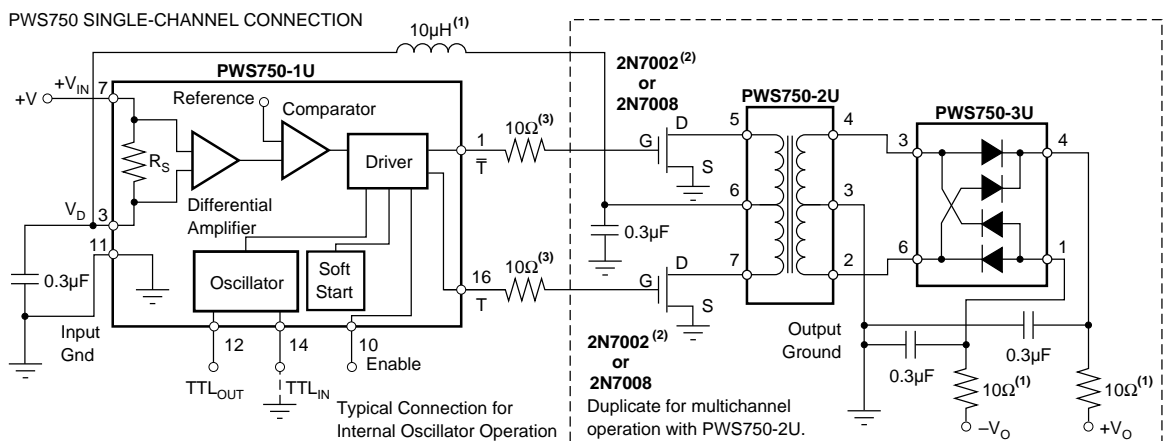 PWS750 SINGLE-CHANNEL CONNECTION
10µH(1)
2N7002(2)
or
2N7008
PWS750-1U
PWS750-2U
PWS750-3U
+V
+VIN
7
Reference
Comparator
RS
Differential
Amplifier
Driver
1
T̅
10Ω(3)
G
D
S
5
4
3
4
VD
3
11
6
3
0.3µF
0.3µF
Oscillator
Soft
Start
16
T
10Ω(3)
G
D
S
7
2
6
1
Input
Gnd
12
14
10
Enable
TTLOUT
TTLIN
Typical Connection for
Internal Oscillator Operation
2N7002(2)
or
2N7008
Duplicate for multichannel
operation with PWS750-2U.
Output
Ground
0.3µF
0.3µF
10Ω(1)
10Ω(1)
–VO
+VO